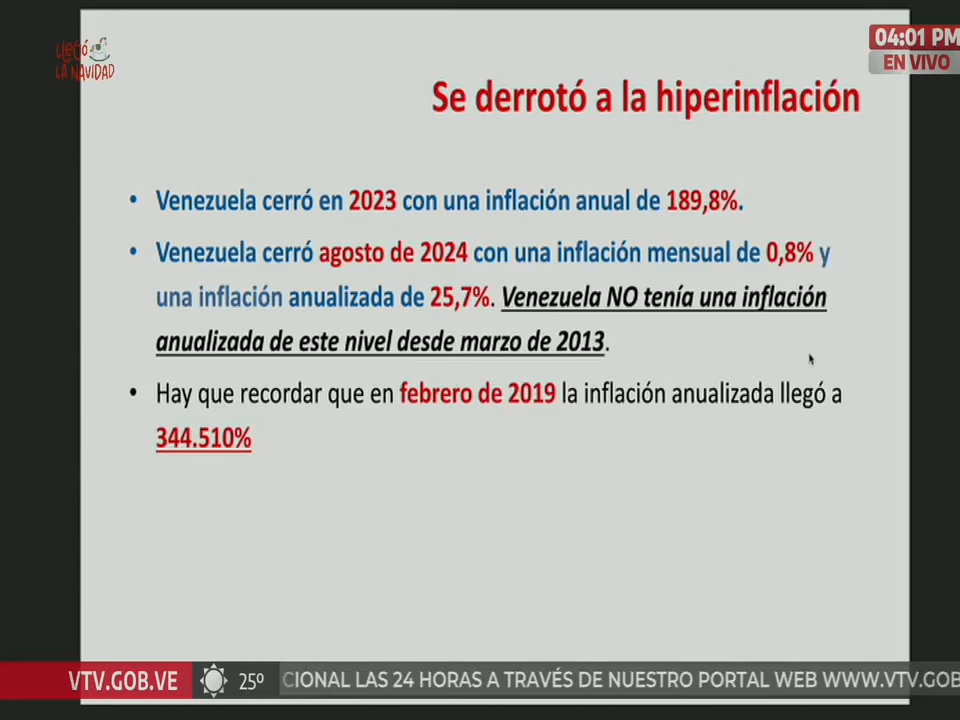 LLegó
LA NAVIDAD
04:01 PM
EN VIVO
Se derrotó a la hiperinflación
• Venezuela cerró en 2023 con una inflación anual de 189,8%.
• Venezuela cerró agosto de 2024 con una inflación mensual de 0,8% y
una inflación anualizada de 25,7%. Venezuela NO tenía una inflación
anualizada de este nivel desde marzo de 2013.
• Hay que recordar que en febrero de 2019 la inflación anualizada llegó a
344.510%
VTV.GOB.VE 25º CIONAL LAS 24 HORAS A TRAVÉS DE NUESTRO PORTAL WEB WWW.VTV.GOB